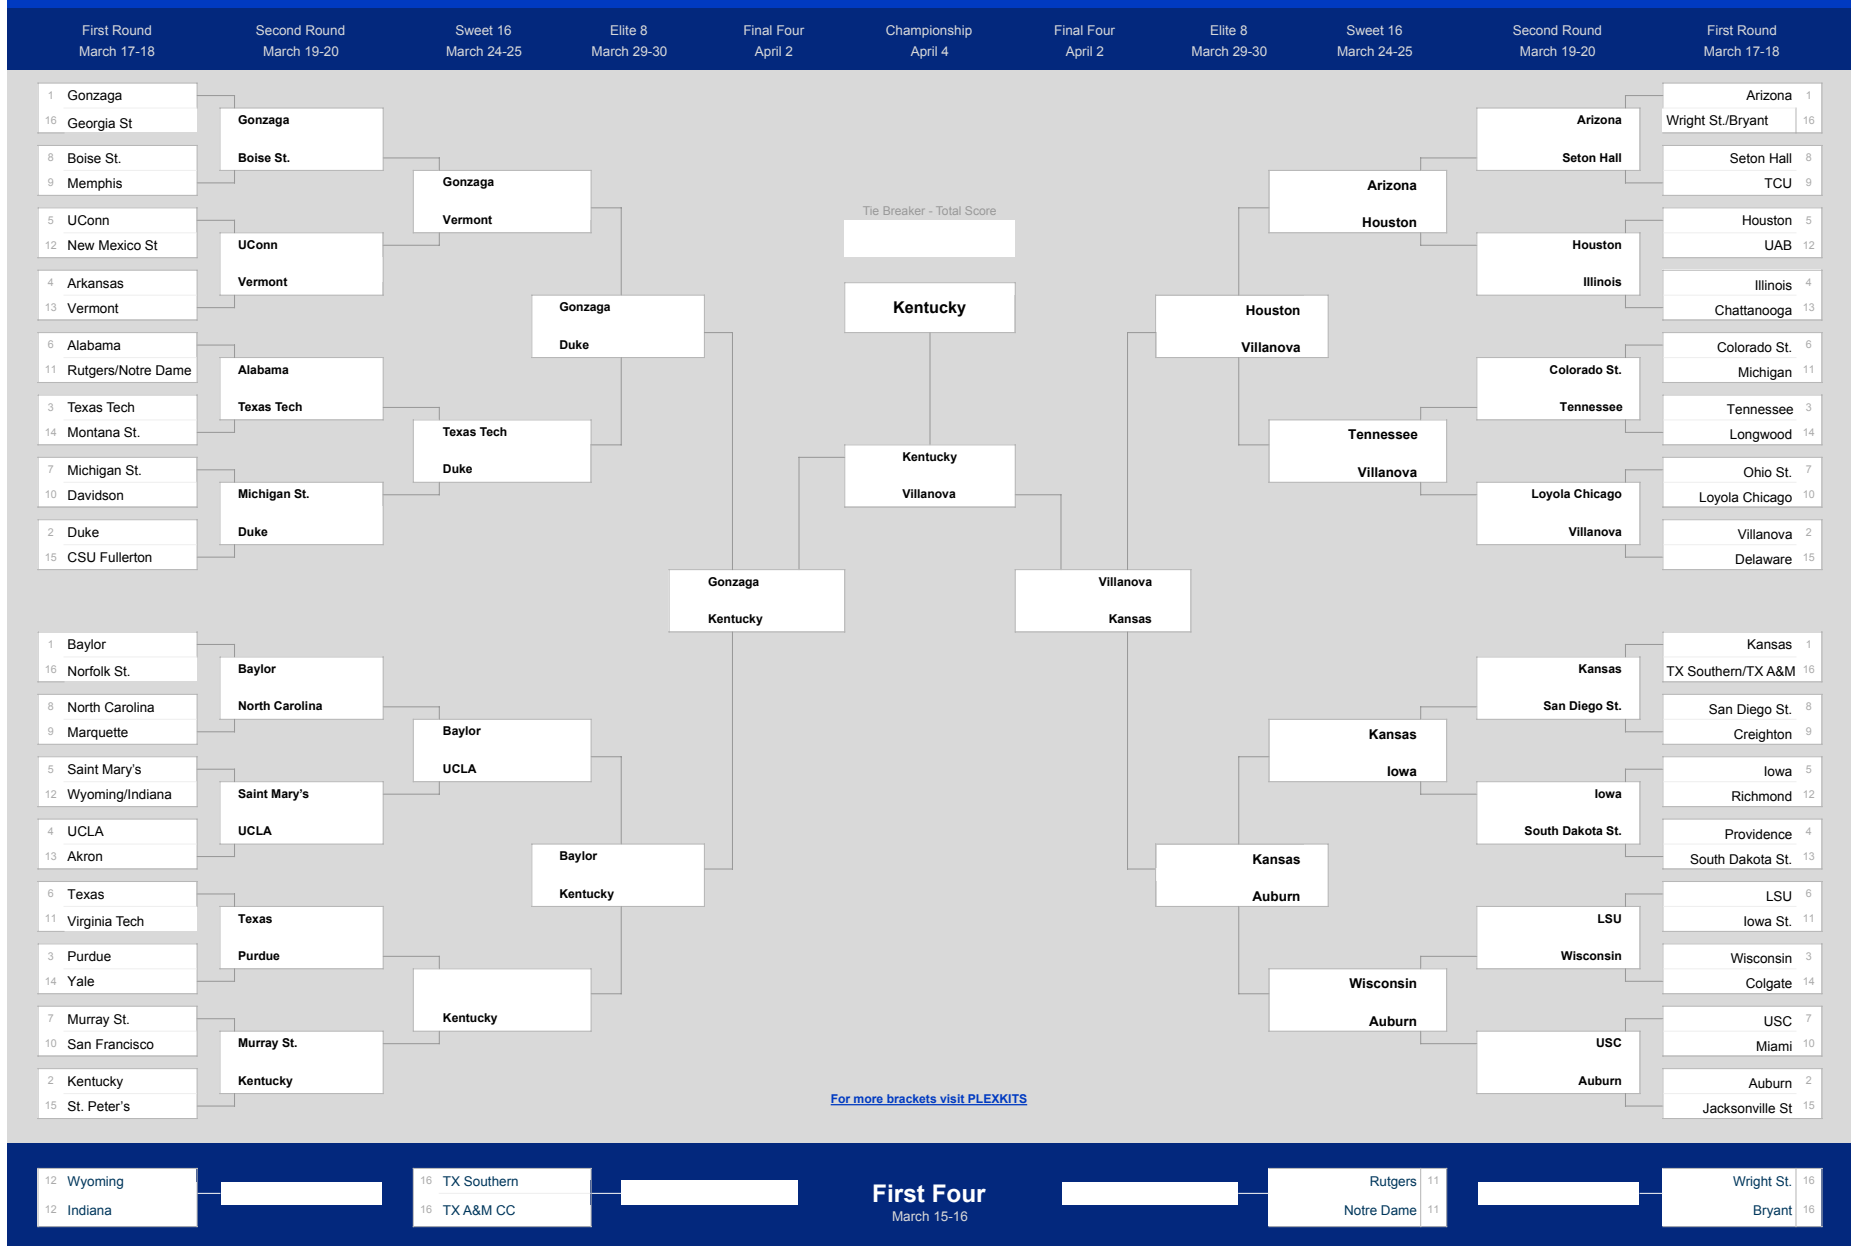 First Round
March 17-18
Second Round
March 19-20
Sweet 16
March 24-25
Elite 8
March 29-30
Final Four
April 2
Championship
April 4
Final Four
April 2
Elite 8
March 29-30
Sweet 16
March 24-25
Second Round
March 19-20
First Round
March 17-18
1 Gonzaga
16 Georgia St
8 Boise St.
9 Memphis
5 UConn
12 New Mexico St
4 Arkansas
13 Vermont
6 Alabama
11 Rutgers/Notre Dame
3 Texas Tech
14 Montana St.
7 Michigan St.
10 Davidson
2 Duke
15 CSU Fullerton
1 Baylor
16 Norfolk St.
8 North Carolina
9 Marquette
5 Saint Mary's
12 Wyoming/Indiana
4 UCLA
13 Akron
6 Texas
11 Virginia Tech
3 Purdue
14 Yale
7 Murray St.
10 San Francisco
2 Kentucky
15 St. Peter's
Gonzaga
Boise St.
UConn
Vermont
Alabama
Texas Tech
Michigan St.
Duke
Baylor
North Carolina
Saint Mary's
UCLA
Texas
Purdue
Murray St.
Kentucky
Gonzaga
Vermont
Texas Tech
Duke
Baylor
UCLA
Kentucky
Gonzaga
Duke
Baylor
Kentucky
Gonzaga
Kentucky
Tie Breaker - Total Score
Kentucky
Kentucky
Villanova
Villanova
Kansas
Houston
Villanova
Kansas
Auburn
Arizona
Houston
Tennessee
Villanova
Kansas
Iowa
Wisconsin
Auburn
Arizona
Seton Hall
Houston
Illinois
Colorado St.
Tennessee
Loyola Chicago
Villanova
Kansas
San Diego St.
Iowa
South Dakota St.
LSU
Wisconsin
USC
Auburn
Arizona 1
Wright St./Bryant 16
Seton Hall 8
TCU 9
Houston 5
UAB 12
Illinois 4
Chattanooga 13
Colorado St. 6
Michigan 11
Tennessee 3
Longwood 14
Ohio St. 7
Loyola Chicago 10
Villanova 2
Delaware 15
Kansas 1
TX Southern/TX A&M 16
San Diego St. 8
Creighton 9
Iowa 5
Richmond 12
Providence 4
South Dakota St. 13
LSU 6
Iowa St. 11
Wisconsin 3
Colgate 14
USC 7
Miami 10
Auburn 2
Jacksonville St 15
For more brackets visit PLEXKITS
12 Wyoming
12 Indiana
16 TX Southern
16 TX A&M CC
First Four
March 15-16
Rutgers 11
Notre Dame 11
Wright St. 16
Bryant 16